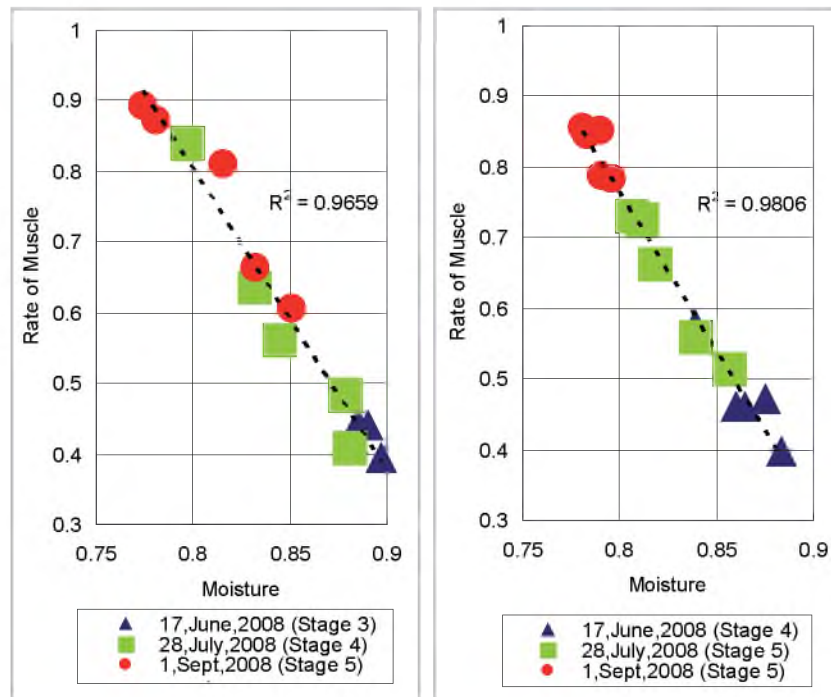 1
0.9
0.8
0.7
0.6
0.5
0.4
0.3
Rate of Muscle
R² = 0.9659
0.75 0.8 0.85 0.9
Moisture
17,June,2008 (Stage 3)
28,July,2008 (Stage 4)
1,Sept,2008 (Stage 5)
1
0.9
0.8
0.7
0.6
0.5
0.4
0.3
Rate of Muscle
R² = 0.9806
0.75 0.8 0.85 0.9
Moisture
17,June,2008 (Stage 4)
28,July,2008 (Stage 5)
1,Sept,2008 (Stage 5)